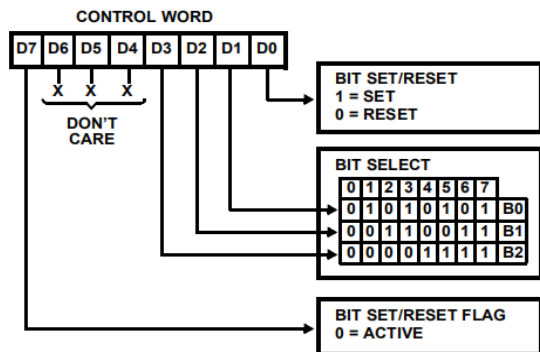 CONTROL WORD
D7 D6 D5 D4 D3 D2 D1 D0
X X X
DON'T
CARE
BIT SET/RESET
1 = SET
0 = RESET
BIT SELECT
0 1 2 3 4 5 6 7
0 1 0 1 0 1 0 1 B0
0 0 1 1 0 0 1 1 B1
0 0 0 0 1 1 1 1 B2
BIT SET/RESET FLAG
0 = ACTIVE